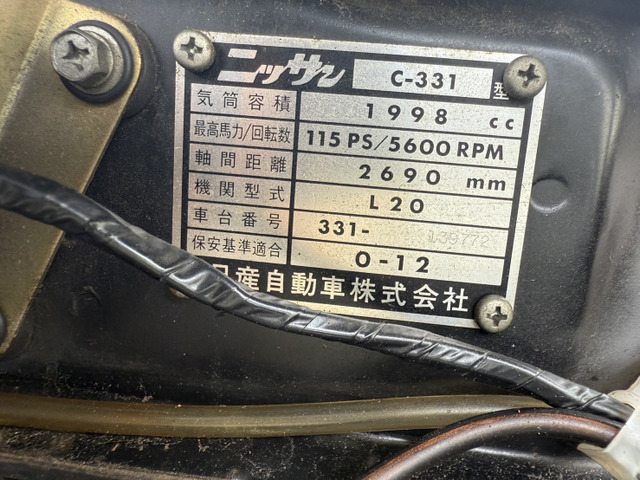 ニッサン C-331 型
気筒容積 1998 cc
最高馬力/回転数 115 PS/5600 RPM
軸間距離 2690 mm
機関型式 L20
車台番号 331- 139772
保安基準適合 O-12
日産自動車株式会社